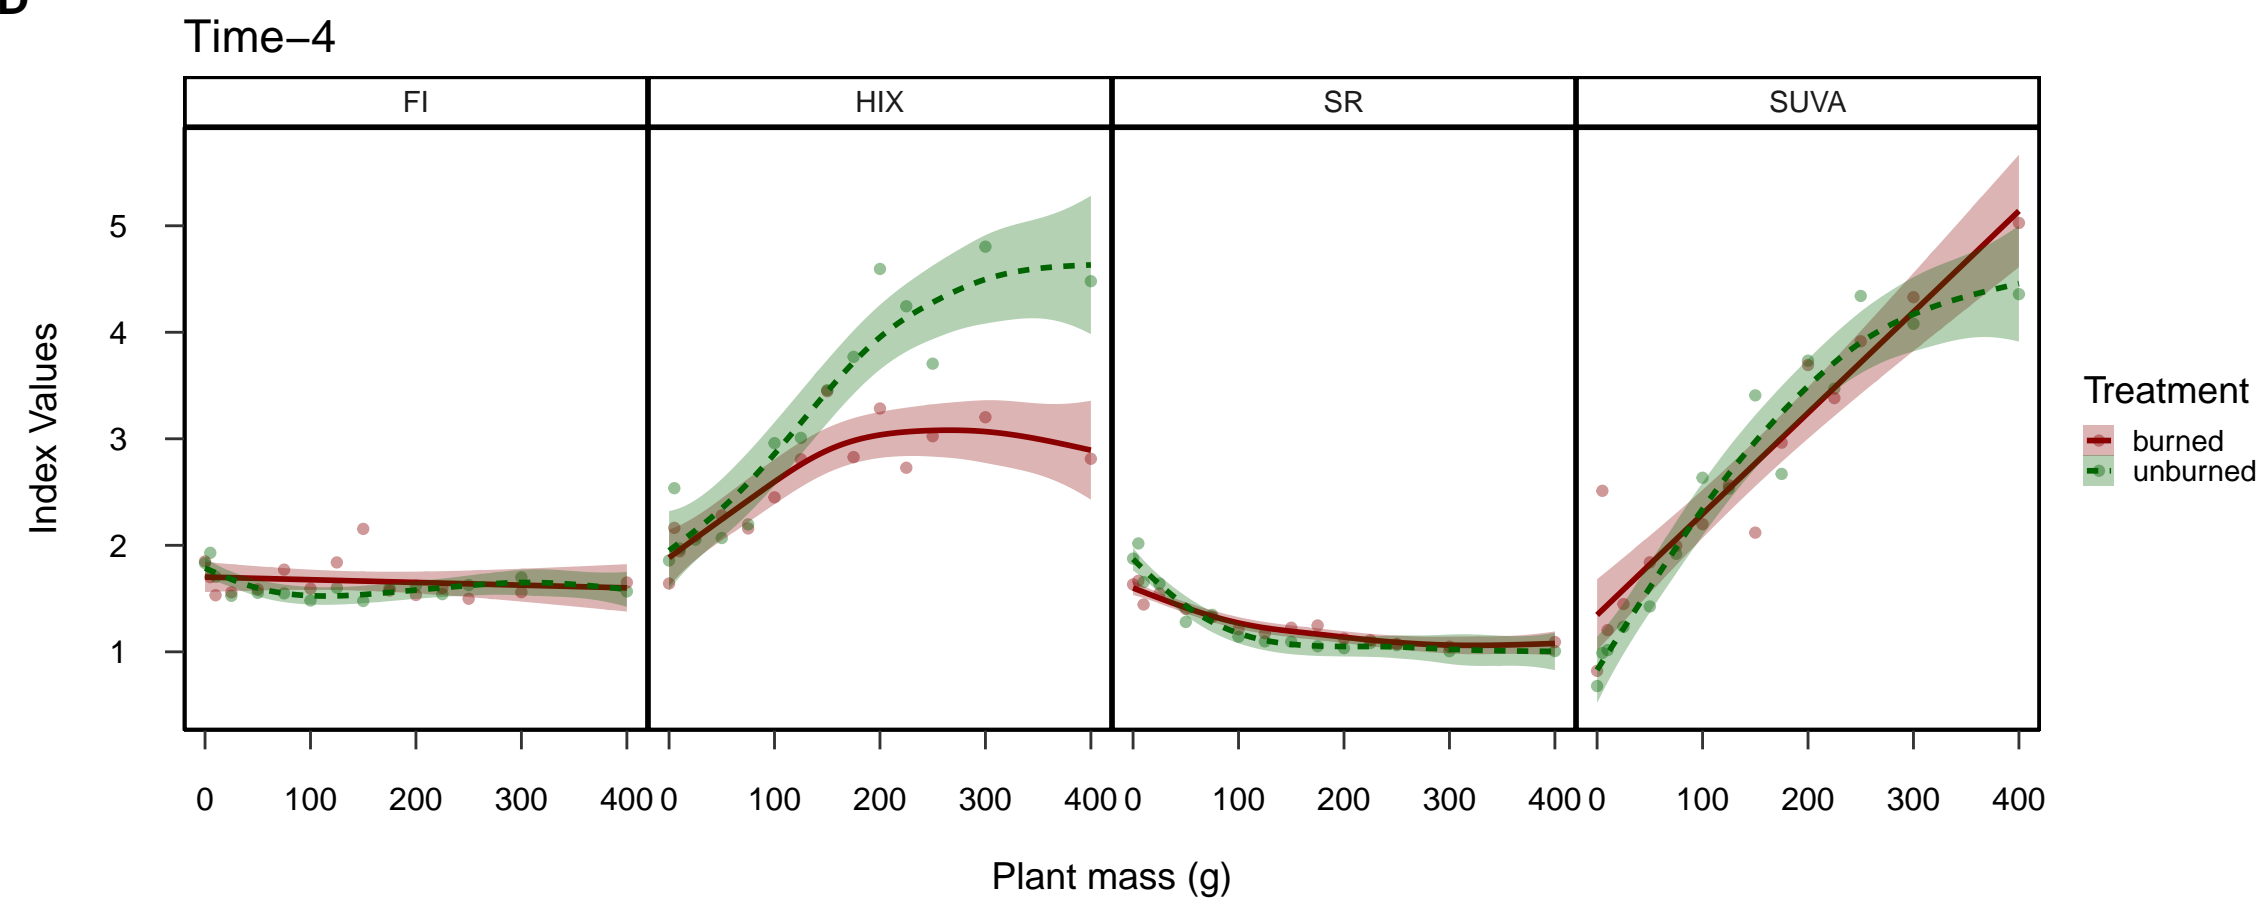 D
Time−4
FI HIX SR SUVA
5
4
3
2
1
Index Values
0 100 200 300 400 0 100 200 300 400 0 100 200 300 400 0 100 200 300 400
Plant mass (g)
Treatment
burned
unburned